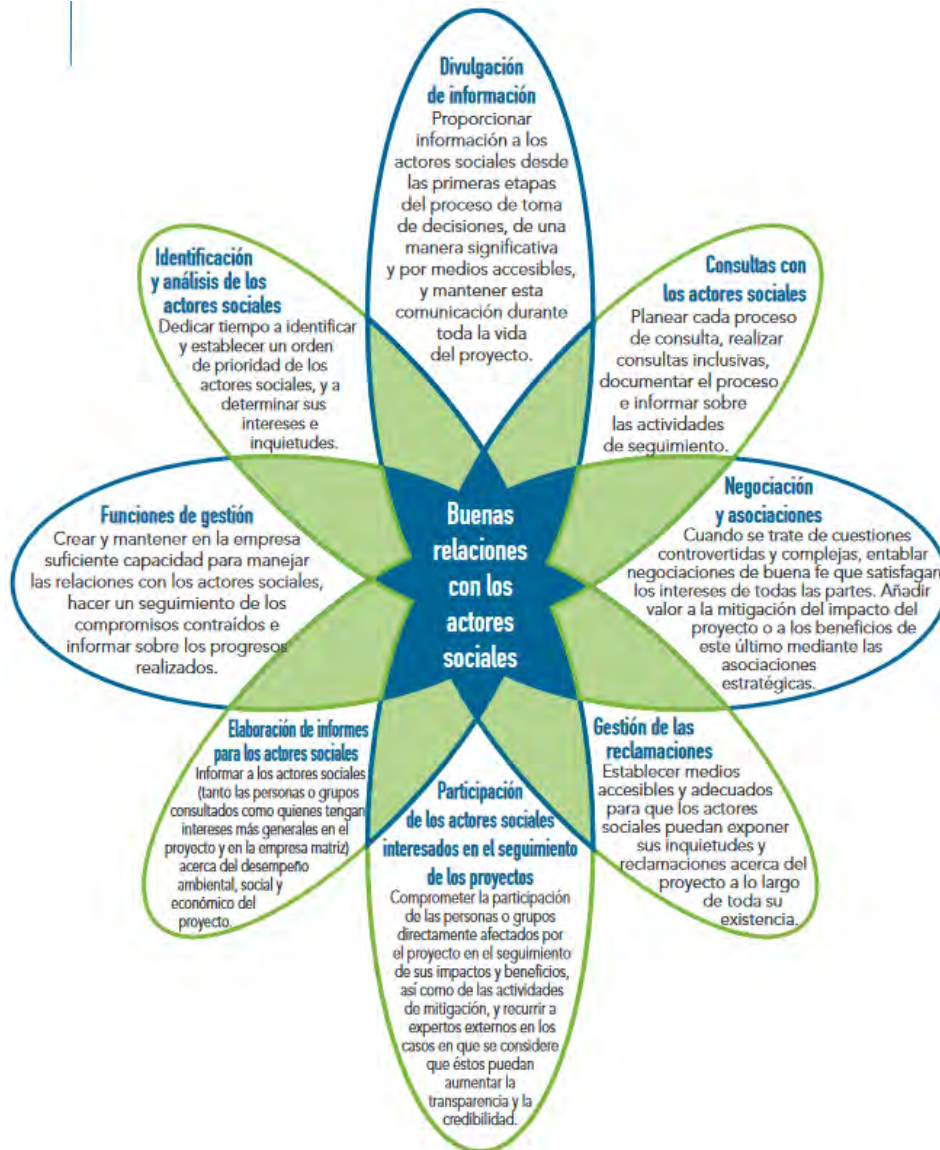 Divulgación
de información
Proporcionar
información a los
actores sociales desde
las primeras etapas
del proceso de toma
de decisiones, de una
manera significativa
y por medios accesibles,
y mantener esta
comunicación durante
toda la vida
del proyecto.
Identificación
y análisis de los
actores sociales
Dedicar tiempo a identificar
y establecer un orden
de prioridad de los
actores sociales, y a
determinar sus
intereses e
inquietudes.
Consultas con
los actores sociales
Planear cada proceso
de consulta, realizar
consultas inclusivas,
documentar el proceso
e informar sobre
las actividades
de seguimiento.
Funciones de gestión
Crear y mantener en la empresa
suficiente capacidad para manejar
las relaciones con los actores sociales,
hacer un seguimiento de los
compromisos contraídos e
informar sobre los progresos
realizados.
Buenas
relaciones
con los
actores
sociales
Negociación
y asociaciones
Cuando se trate de cuestiones
controvertidas y complejas, entablar
negociaciones de buena fe que satisfagan
los intereses de todas las partes. Añadir
valor a la mitigación del impacto del
proyecto o a los beneficios de
este último mediante las
asociaciones
estratégicas.
Elaboración de informes
para los actores sociales
Informar a los actores sociales
(tanto las personas o grupos
consultados como quienes tengan
intereses más generales en el
proyecto y en la empresa matriz)
acerca del desempeño
ambiental, social y
económico del
proyecto.
Participación
de los actores sociales
interesados en el seguimiento
de los proyectos
Comprometer la participación
de las personas o grupos
directamente afectados por
el proyecto en el seguimiento
de sus impactos y beneficios,
así como de las actividades
de mitigación, y recurrir a
expertos externos en los
casos en que se considere
que éstos puedan
aumentar la
transparencia y la
credibilidad.
Gestión de las
reclamaciones
Establecer medios
accesibles y adecuados
para que los actores
sociales puedan exponer
sus inquietudes y
reclamaciones acerca del
proyecto a lo largo
de toda su
existencia.